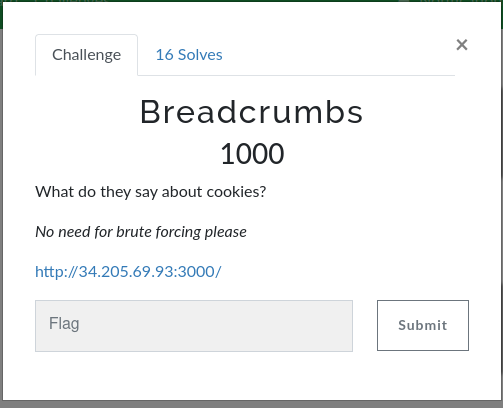 Challenge
16 Solves
×
Breadcrumbs
1000
What do they say about cookies?
No need for brute forcing please
http://34.205.69.93:3000/
Flag
Submit